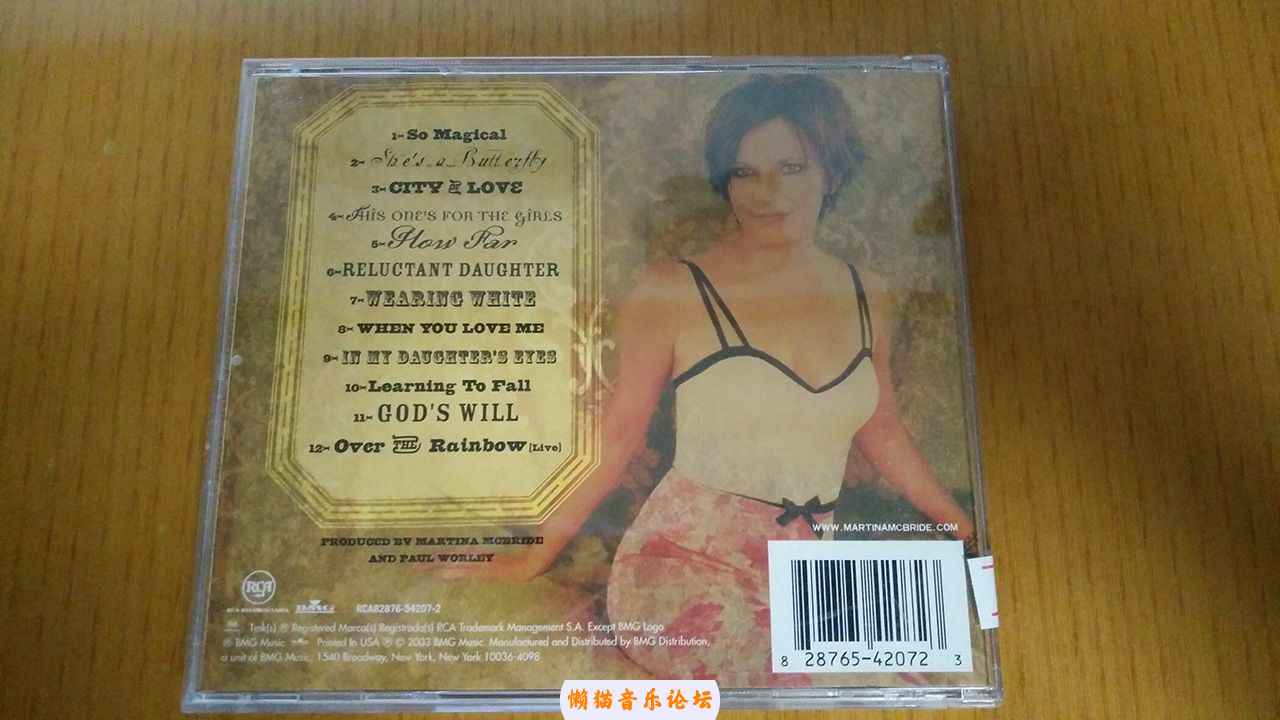 1~ So Magical
2~ She's a Butterfly
3~ CITY OF LOVE
4~ THIS ONE'S FOR THE GIRLS
5~ How Far
6~ RELUCTANT DAUGHTER
7~ WEARING WHITE
8~ WHEN YOU LOVE ME
9~ IN MY DAUGHTER'S EYES
10~ Learning To Fall
11~ GOD'S WILL
12~ Over THE Rainbow [Live]
PRODUCED BY MARTINA MCBRIDE
AND PAUL WORLEY
WWW.MARTINAMCBRIDE.COM
RCA
BMG RCA82876-54207-2
Tmk(s) ® Registered Marca(s) Registrada(s) RCA Trademark Management S.A. Except BMG Logo
® BMG Music. Printed in USA ℗ © 2003 BMG Music. Manufactured and Distributed by BMG Distribution,
a unit of BMG Music, 1540 Broadway, New York, New York 10036-4098
8 28765-42072 3
懒猫音乐论坛